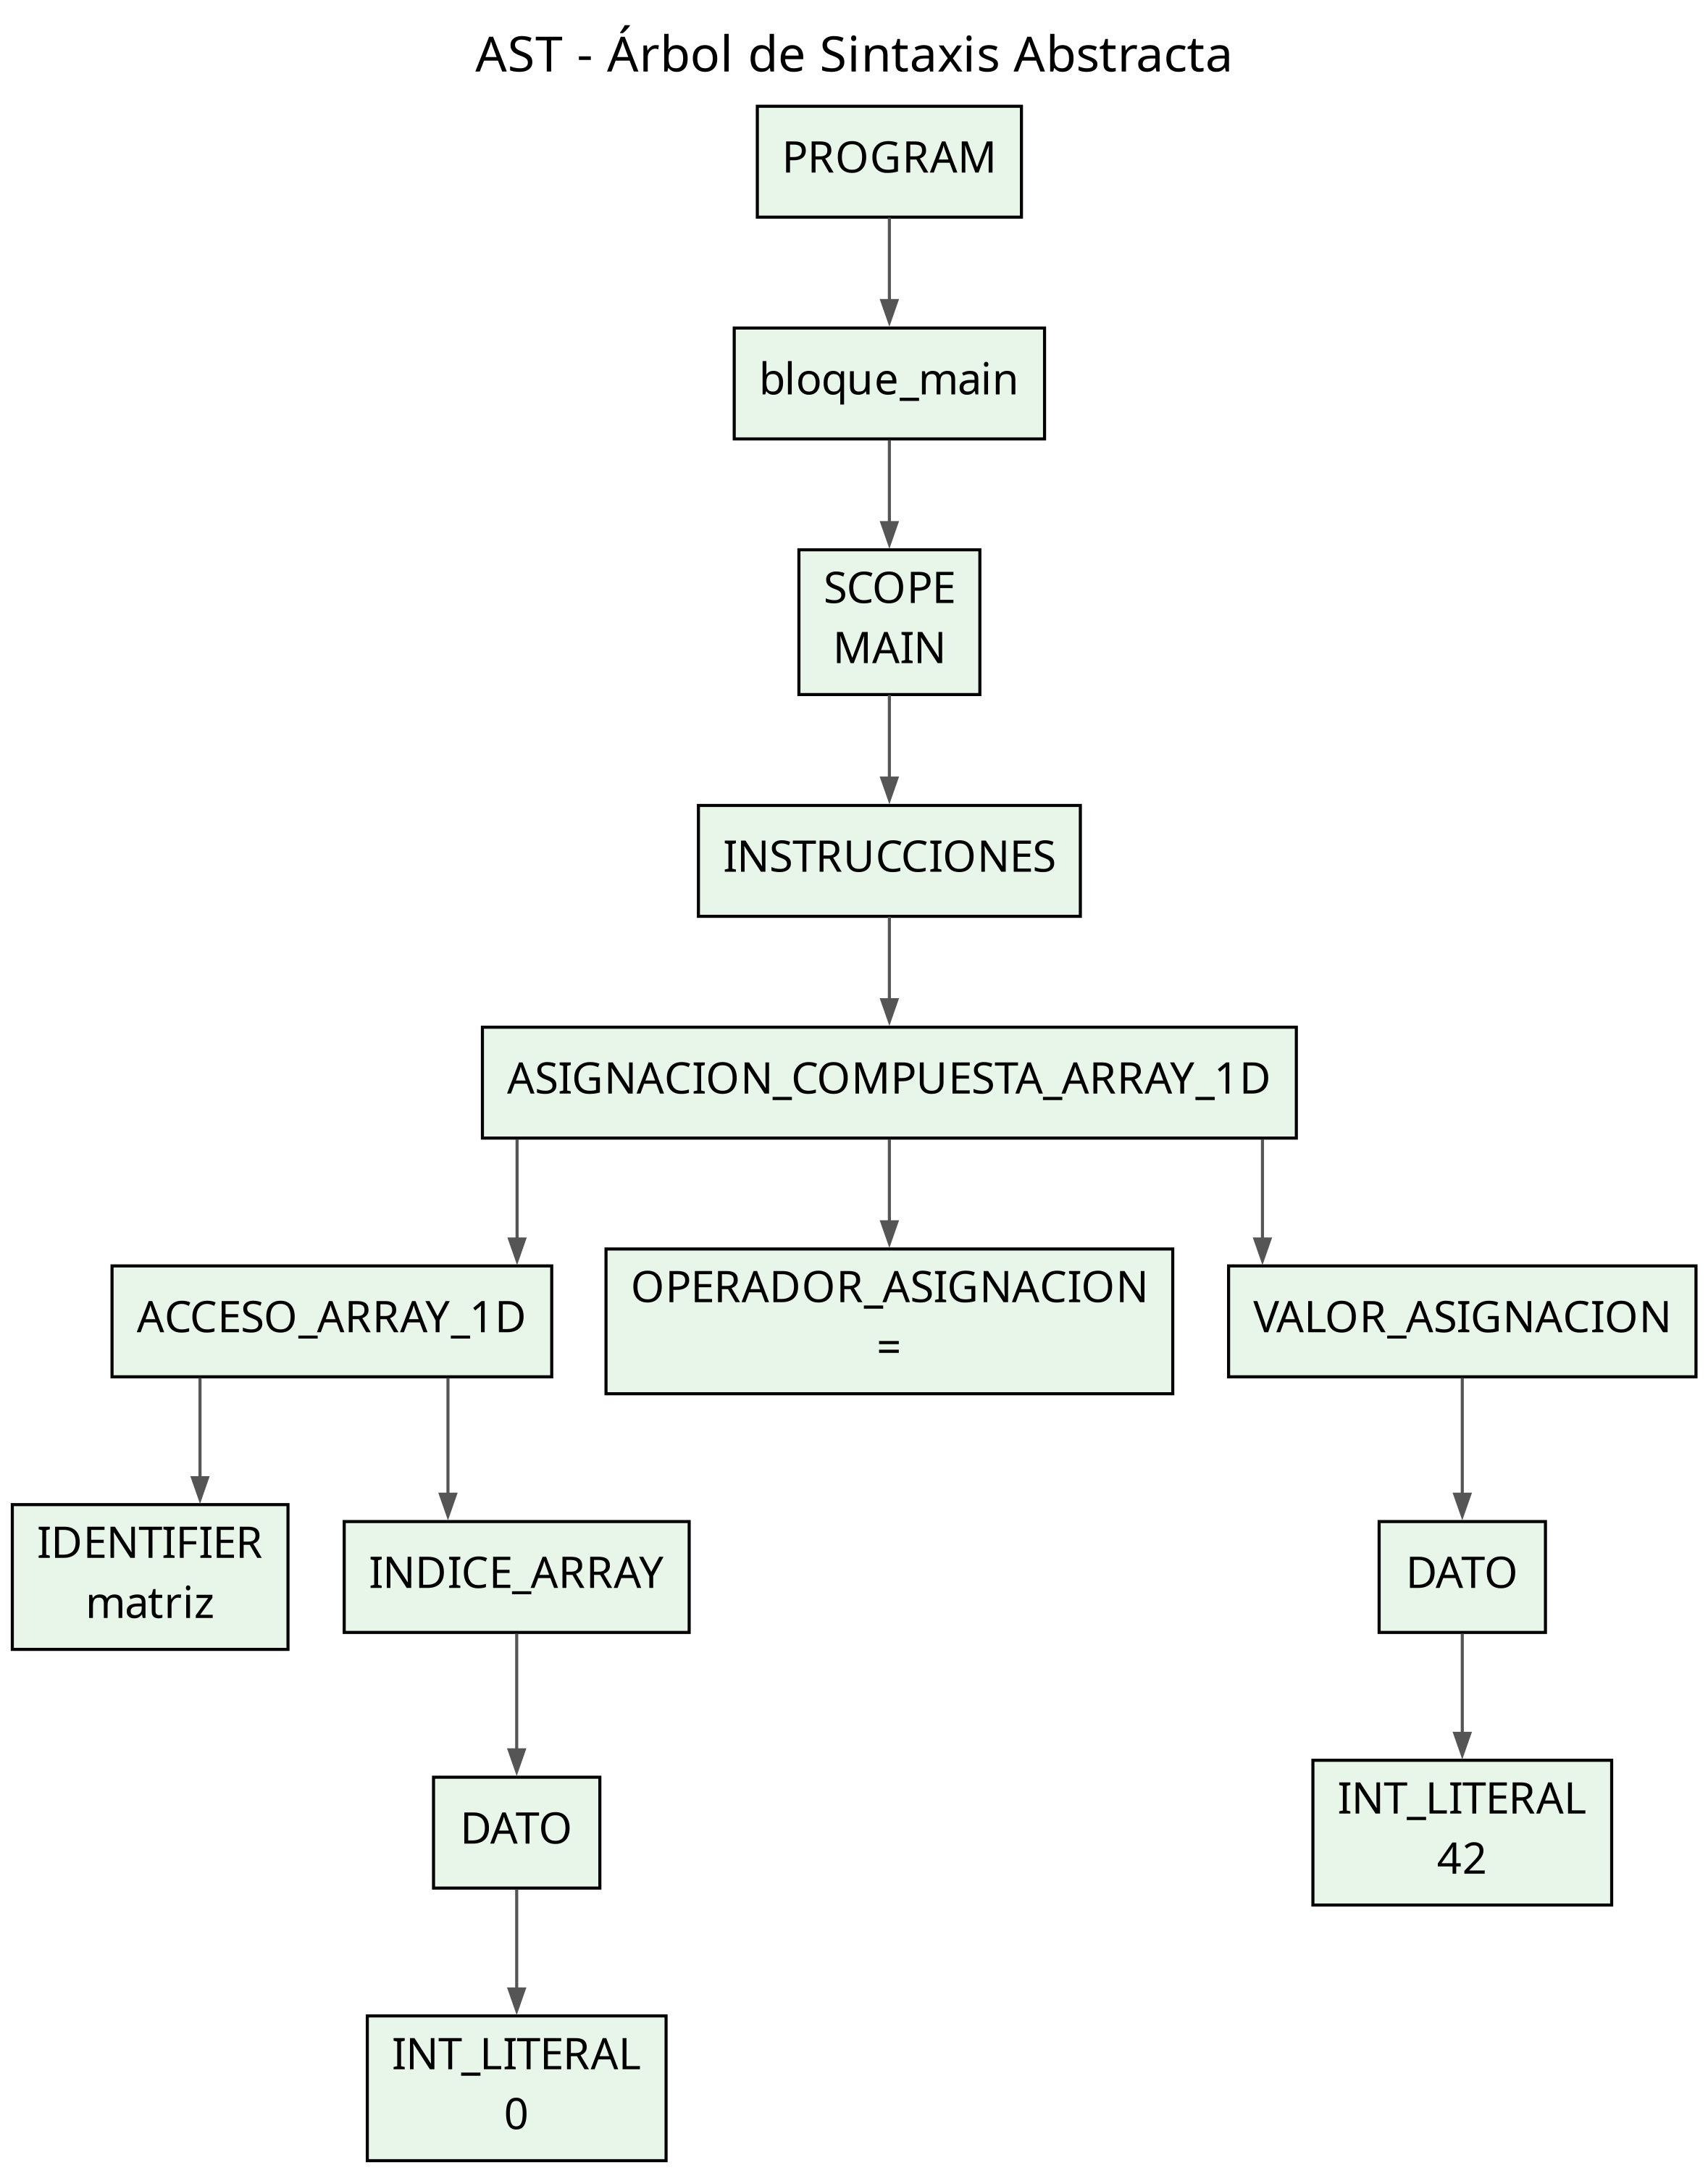 AST - Árbol de Sintaxis Abstracta
PROGRAM
bloque_main
SCOPE
MAIN
INSTRUCCIONES
ASIGNACION_COMPUESTA_ARRAY_1D
ACCESO_ARRAY_1D
OPERADOR_ASIGNACION
=
VALOR_ASIGNACION
IDENTIFIER
matriz
INDICE_ARRAY
DATO
DATO
INT_LITERAL
42
INT_LITERAL
0